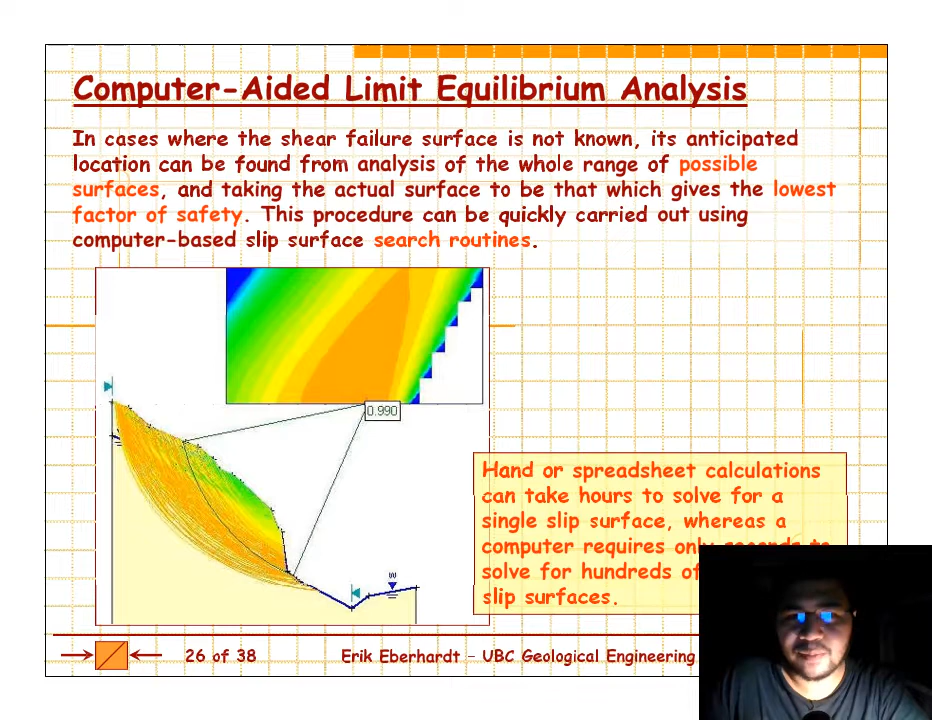 Computer-Aided Limit Equilibrium Analysis
In cases where the shear failure surface is not known, its anticipated
location can be found from analysis of the whole range of possible
surfaces, and taking the actual surface to be that which gives the lowest
factor of safety. This procedure can be quickly carried out using
computer-based slip surface search routines.
0.990
W
Hand or spreadsheet calculations
can take hours to solve for a
single slip surface, whereas a
computer requires only seconds to
solve for hundreds of
slip surfaces.
26 of 38
Erik Eberhardt – UBC Geological Engineering